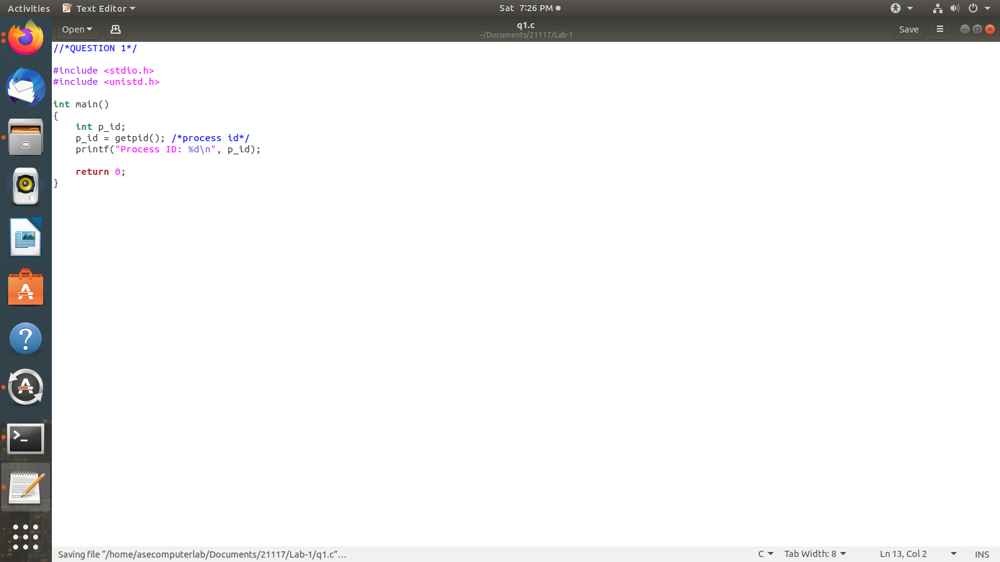 Activities Text Editor Sat 7:26 PM
Open q1.c Save
~/Documents/21117/Lab-1
//*QUESTION 1*/
#include <stdio.h>
#include <unistd.h>
int main()
{
int p_id;
p_id = getpid(); /*process id*/
printf("Process ID: %d\n", p_id);
return 0;
}
Saving file “/home/asecomputerlab/Documents/21117/Lab-1/q1.c”… C Tab Width: 8 Ln 13, Col 2 INS